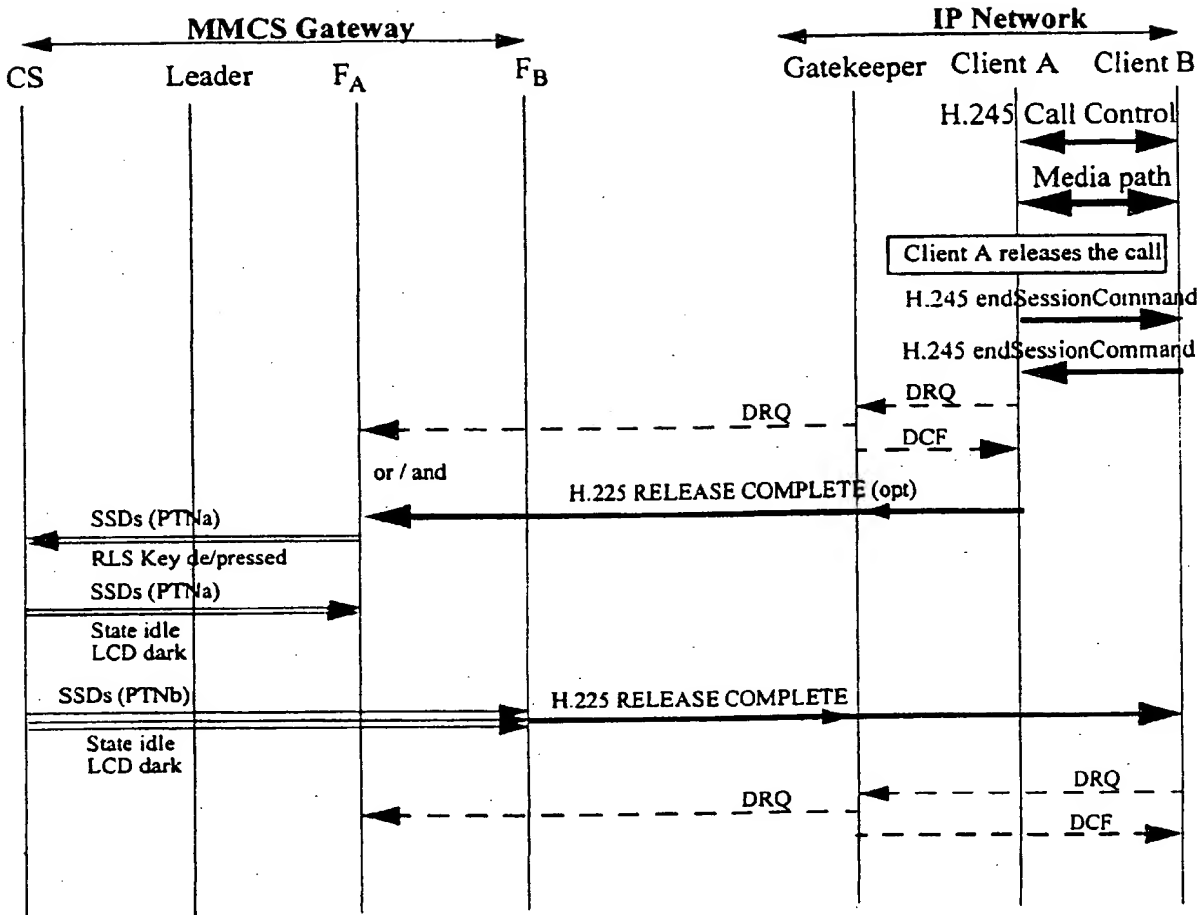 MMCS Gateway
IP Network
CS
Leader
FA
FB
Gatekeeper
Client A
Client B
H.245 Call Control
Media path
Client A releases the call
H.245 endSessionCommand
H.245 endSessionCommand
DRQ
DRQ
DCF
or / and
H.225 RELEASE COMPLETE (opt)
SSDs (PTNa)
RLS Key de/pressed
SSDs (PTNa)
State idle
LCD dark
SSDs (PTNb)
H.225 RELEASE COMPLETE
State idle
LCD dark
DRQ
DRQ
DCF